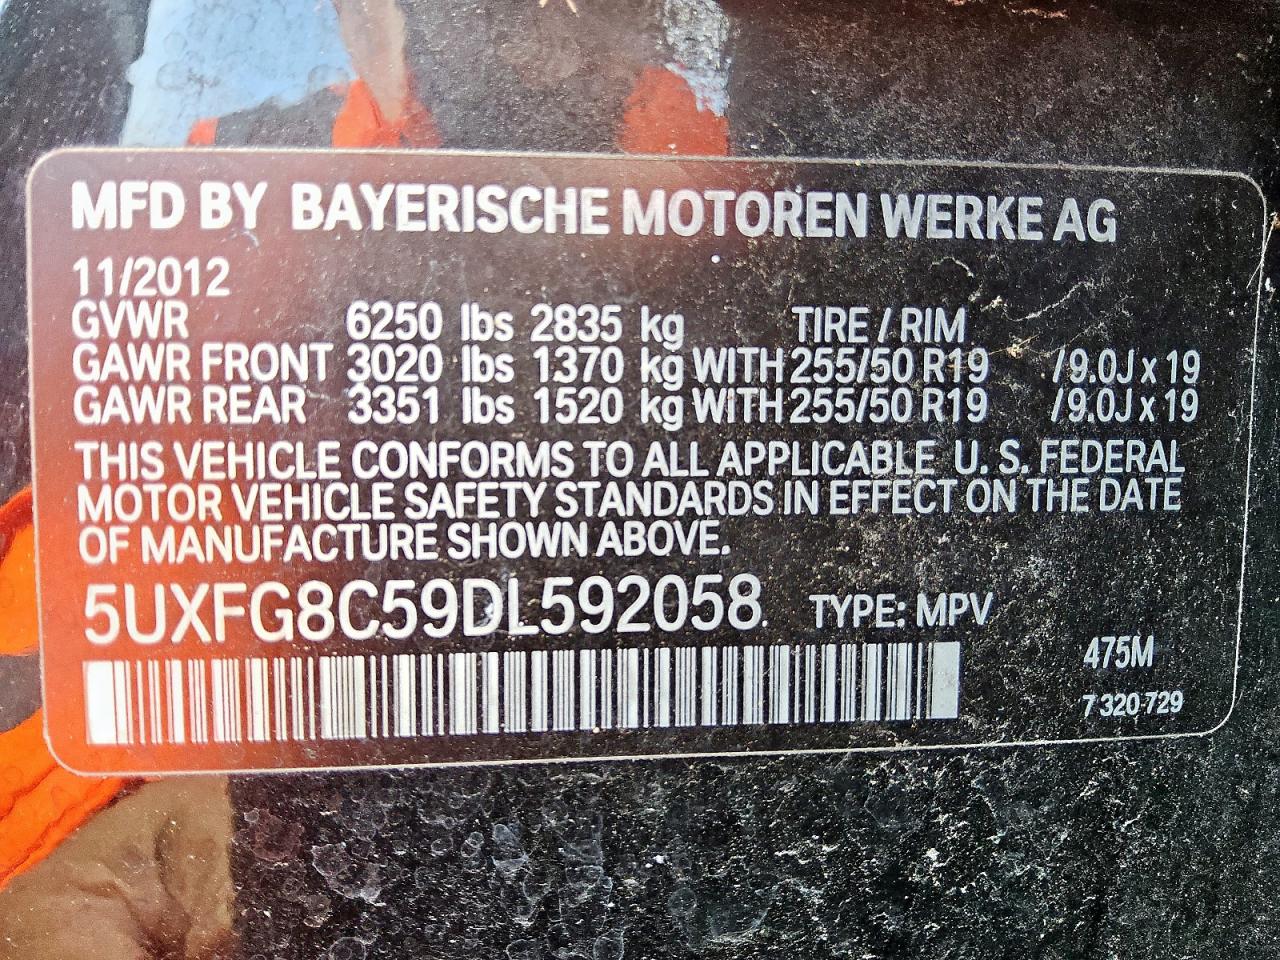 MFD BY BAYERISCHE MOTOREN WERKE AG
11/2012
GVWR 6250 lbs 2835 kg TIRE / RIM
GAWR FRONT 3020 lbs 1370 kg WITH 255/50 R19 /9.0J x 19
GAWR REAR 3351 lbs 1520 kg WITH 255/50 R19 /9.0J x 19
THIS VEHICLE CONFORMS TO ALL APPLICABLE U. S. FEDERAL
MOTOR VEHICLE SAFETY STANDARDS IN EFFECT ON THE DATE
OF MANUFACTURE SHOWN ABOVE.
5UXFG8C59DL592058 TYPE: MPV
475M
7 320 729